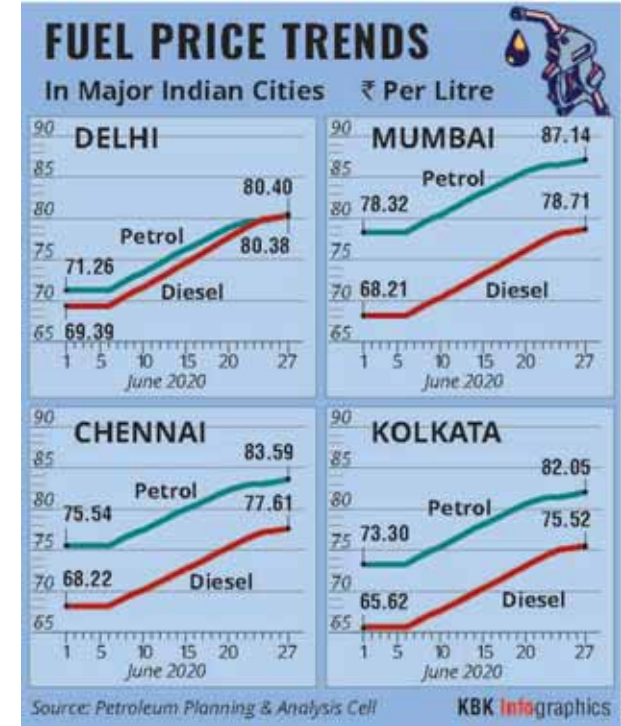 FUEL PRICE TRENDS
In Major Indian Cities ₹ Per Litre
DELHI
90
85
80
75
70
65
80.40
Petrol
80.38
71.26
Diesel
69.39
1 5 10 15 20 27
June 2020
MUMBAI
90
85
80
75
70
65
87.14
Petrol
78.32
78.71
68.21
Diesel
1 5 10 15 20 27
June 2020
CHENNAI
90
85
80
75
70
65
83.59
Petrol
75.54
77.61
68.22
Diesel
1 5 10 15 20 27
June 2020
KOLKATA
90
85
80
75
70
65
82.05
Petrol
73.30
75.52
65.62
Diesel
1 5 10 15 20 27
June 2020
Source: Petroleum Planning & Analysis Cell
KBK Infographics